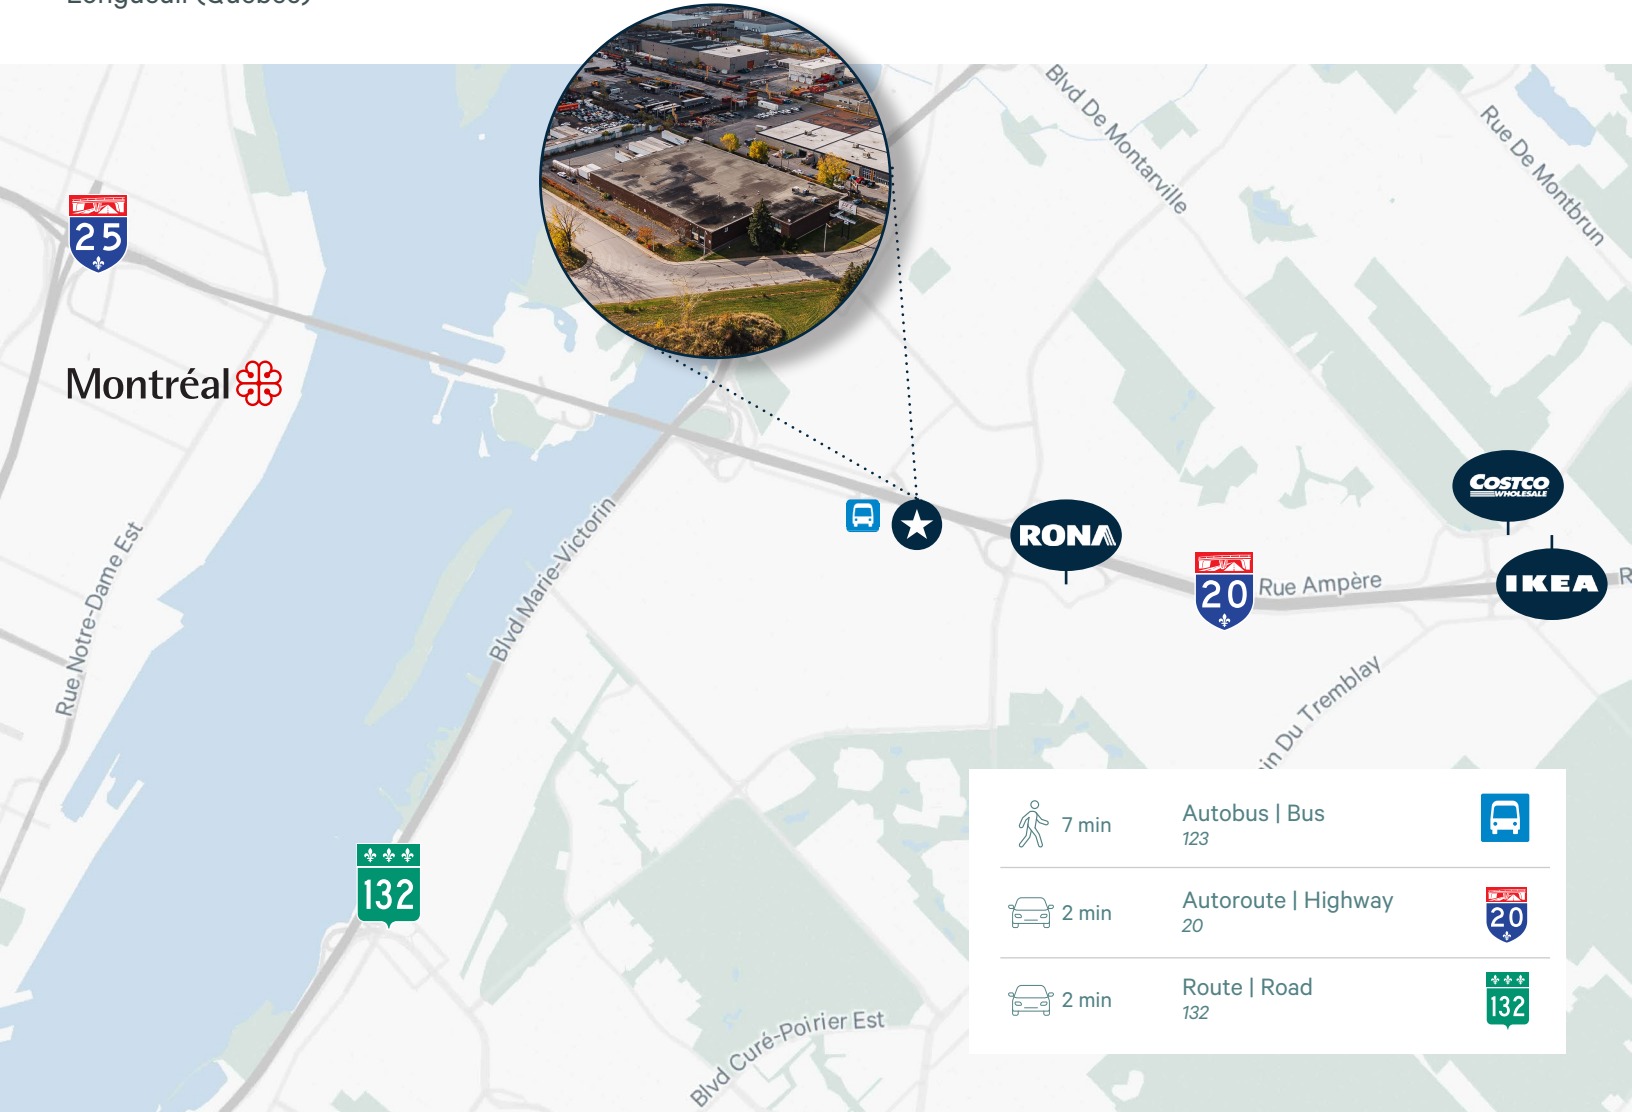 Longueuil (Québec)
Blvd De Montarville
Rue De Montbrun
25
Montréal
COSTCO
WHOLESALE
RONA
IKEA
20
Rue Ampère
Blvd Marie-Victorin
Rue Notre-Dame Est
Du Tremblay
132
7 min
Autobus | Bus
123
2 min
Autoroute | Highway
20
20
2 min
Route | Road
132
132
Blvd Curé-Poirier Est